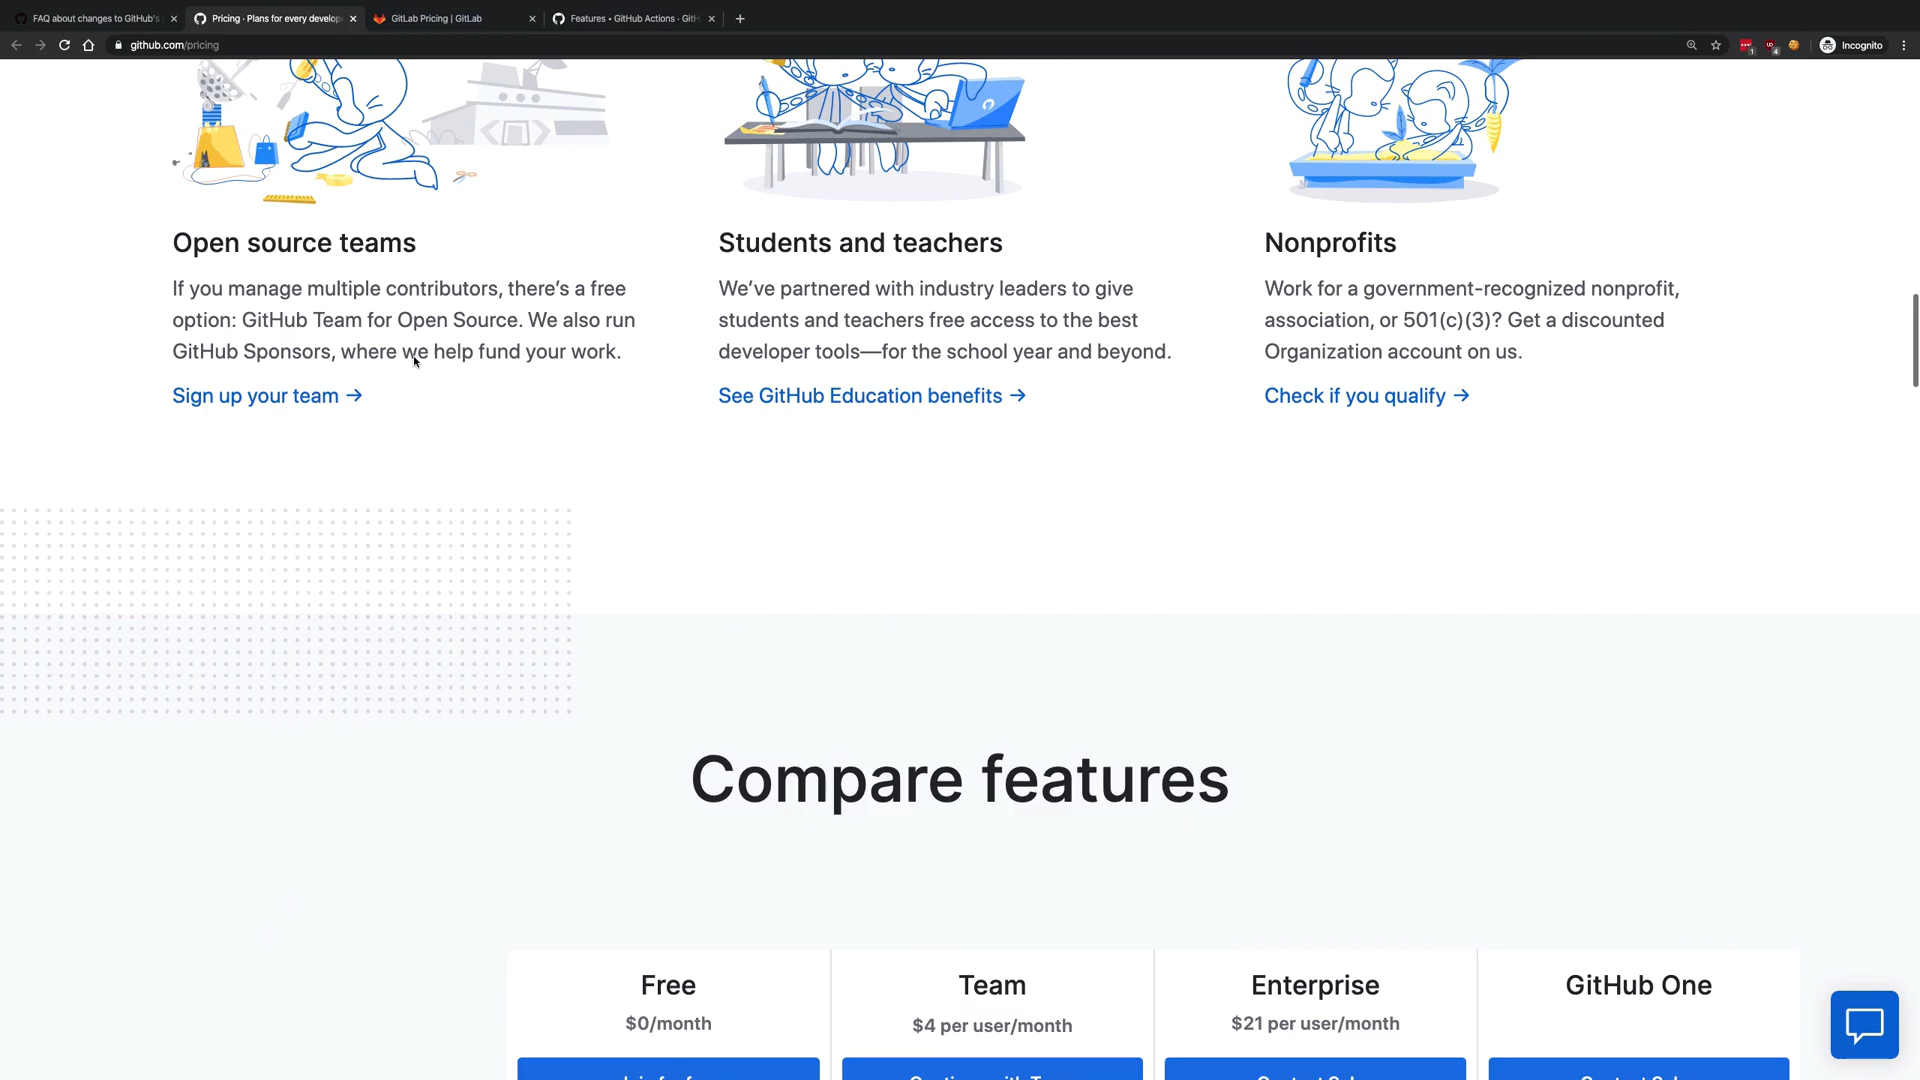 FAQ about changes to GitHub's
Pricing · Plans for every develop
GitLab Pricing | GitLab
Features • GitHub Actions · GitH
github.com/pricing
Incognito
Open source teams
If you manage multiple contributors, there's a free
option: GitHub Team for Open Source. We also run
GitHub Sponsors, where we help fund your work.
Sign up your team →
Students and teachers
We've partnered with industry leaders to give
students and teachers free access to the best
developer tools—for the school year and beyond.
See GitHub Education benefits →
Nonprofits
Work for a government-recognized nonprofit,
association, or 501(c)(3)? Get a discounted
Organization account on us.
Check if you qualify →
Compare features
Free
$0/month
Team
$4 per user/month
Enterprise
$21 per user/month
GitHub One